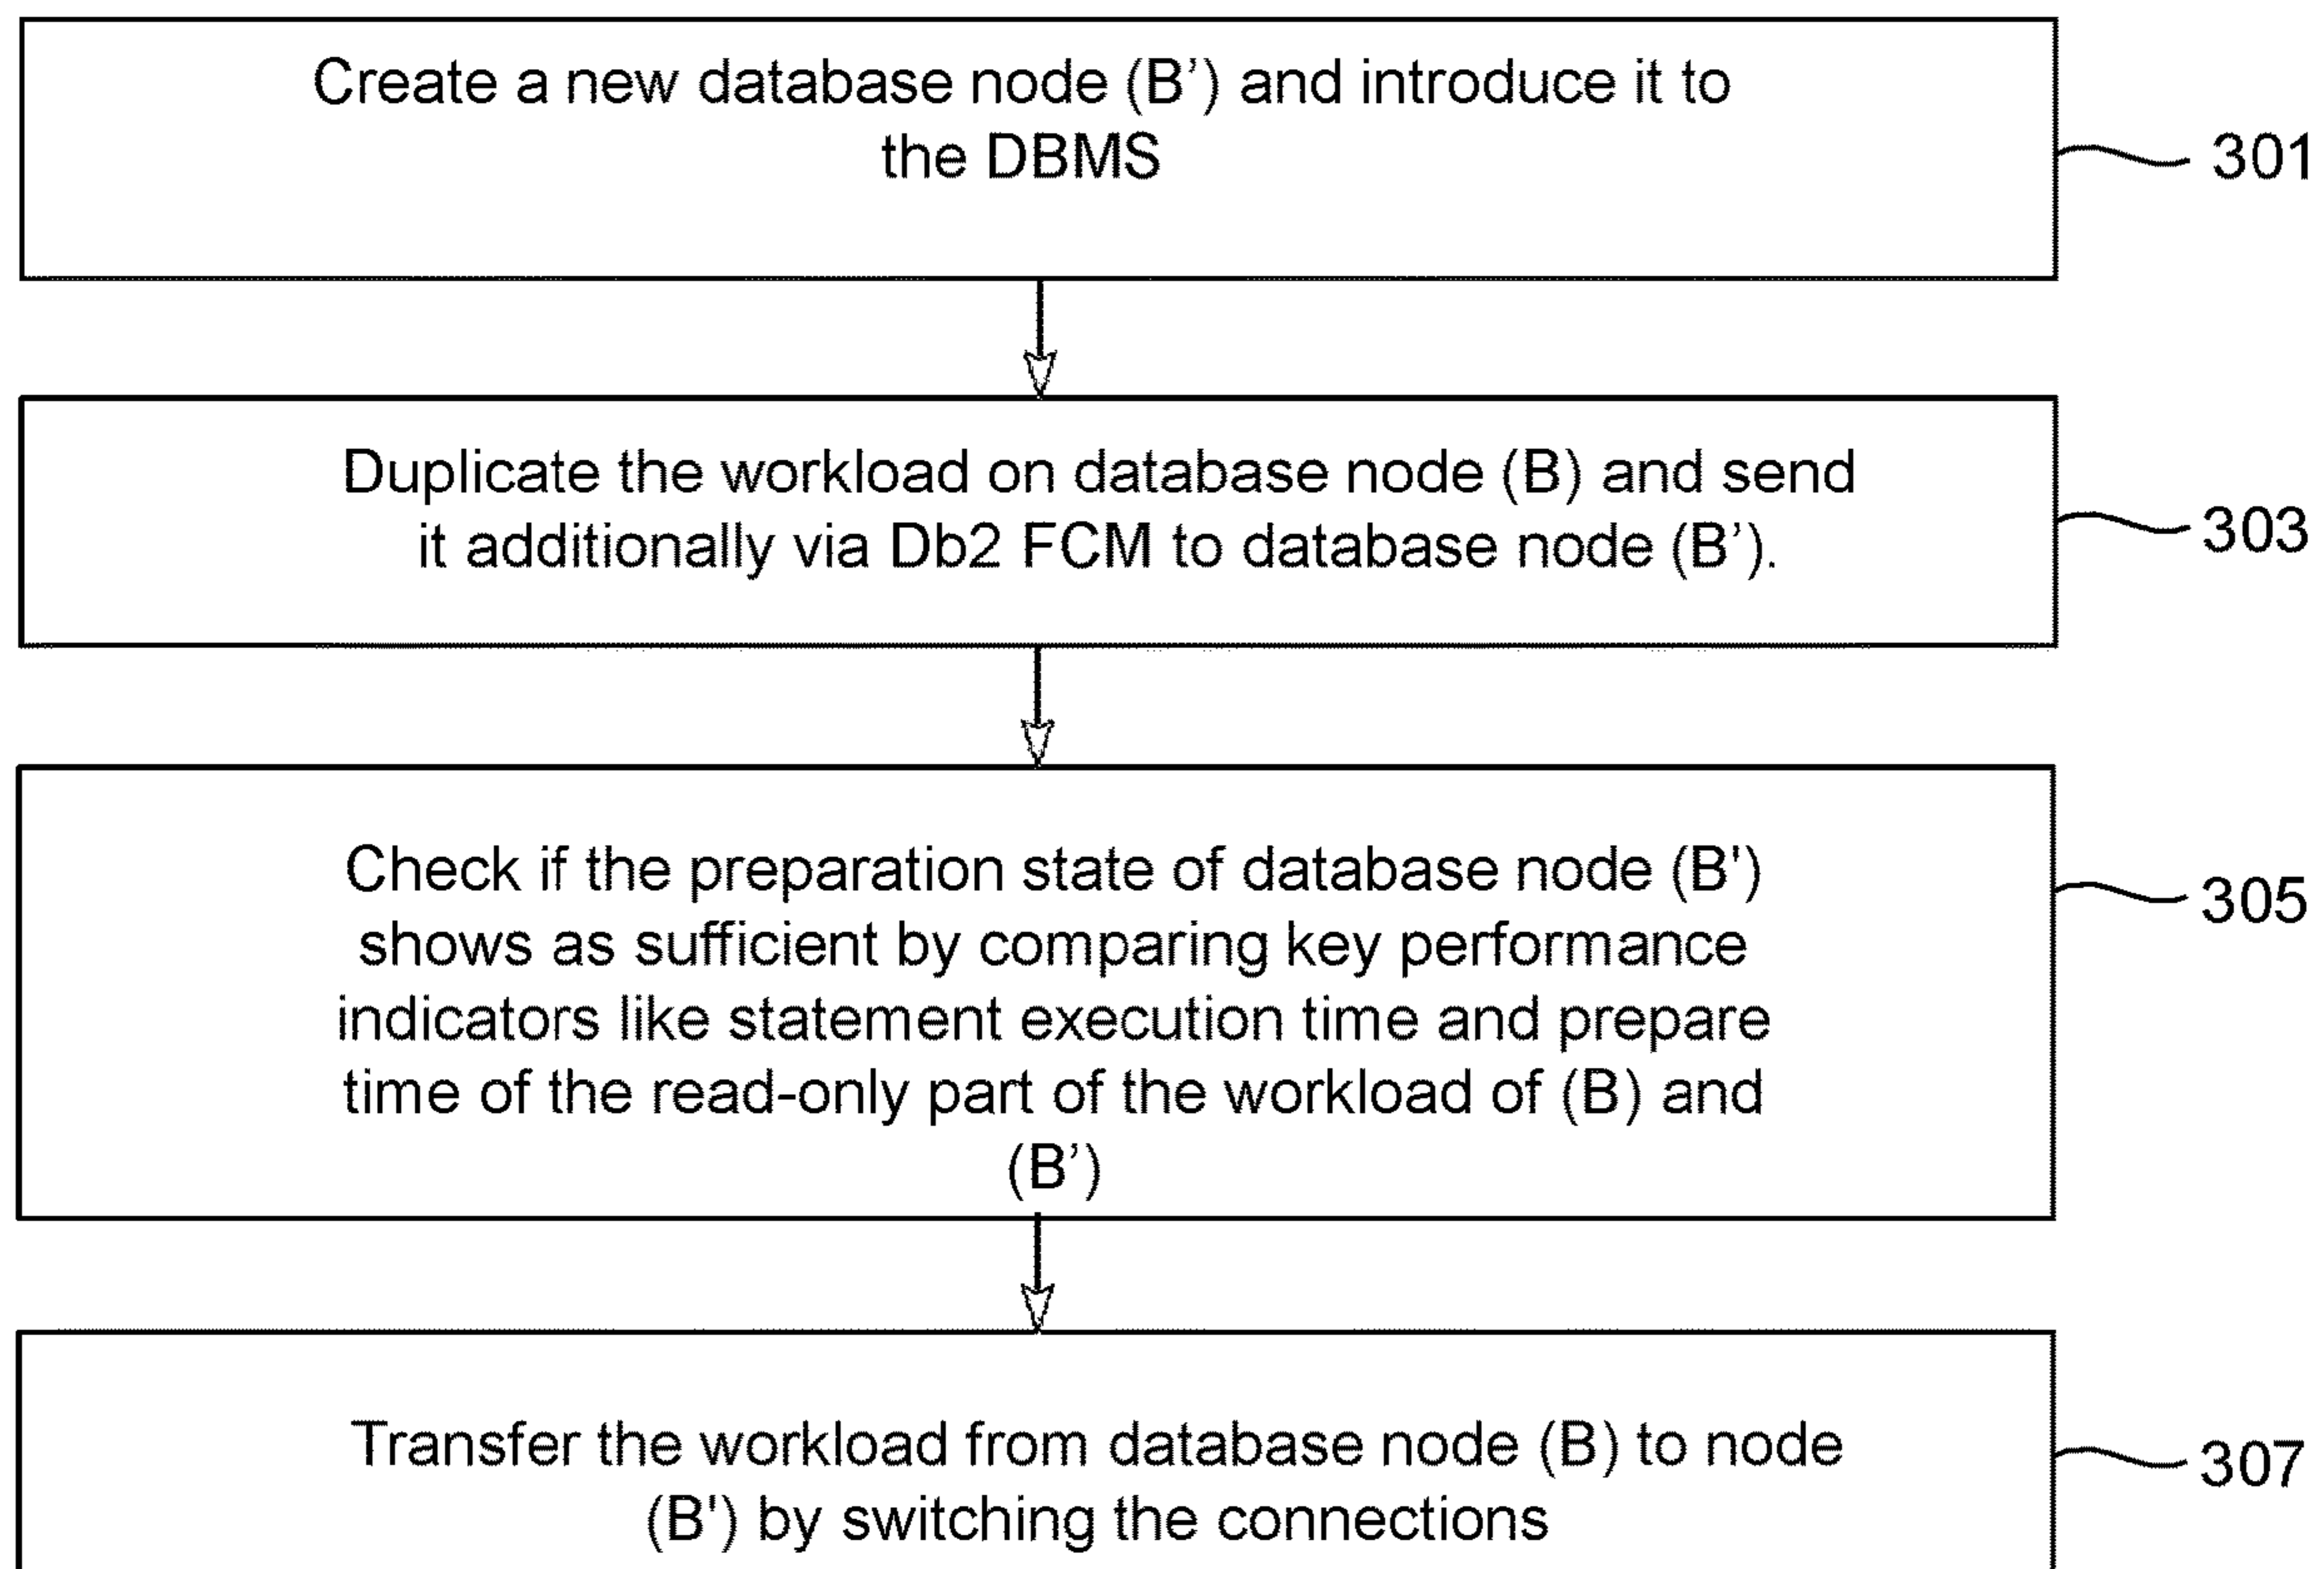 Create a new database node (B’) and introduce it to
the DBMS
301
Duplicate the workload on database node (B) and send
it additionally via Db2 FCM to database node (B’).
303
Check if the preparation state of database node (B')
shows as sufficient by comparing key performance
indicators like statement execution time and prepare
time of the read-only part of the workload of (B) and
(B’)
305
Transfer the workload from database node (B) to node
(B') by switching the connections
307